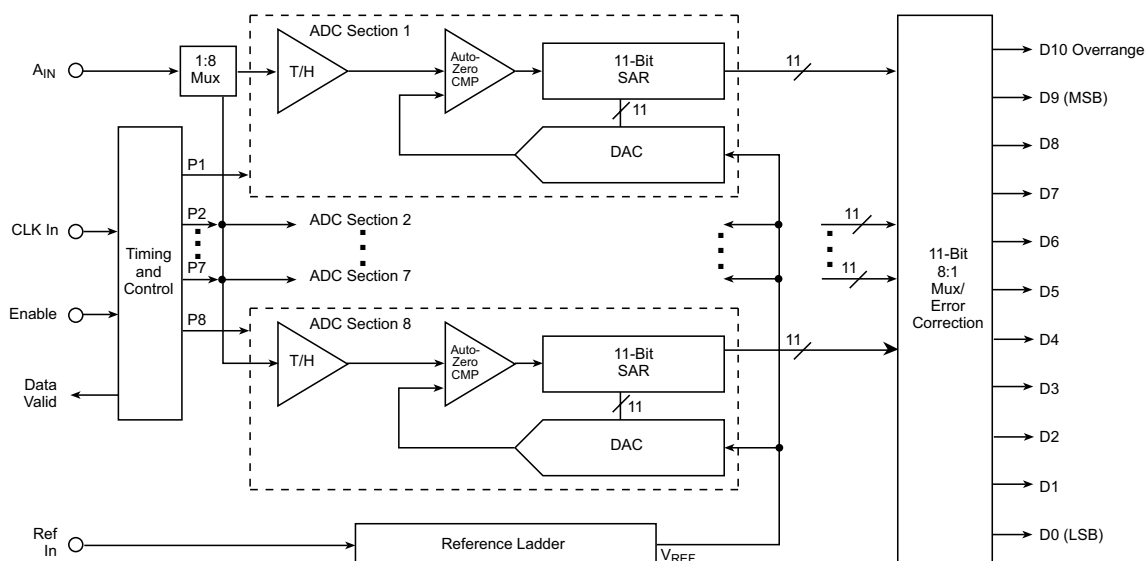 ADC Section 1
1:8
Mux
AIN
T/H
Auto-
Zero
CMP
11-Bit
SAR
11
11
DAC
D10 Overrange
D9 (MSB)
D8
D7
D6
D5
D4
D3
D2
D1
D0 (LSB)
P1
CLK In
P2
P7
P8
Timing
and
Control
Enable
Data
Valid
ADC Section 2
ADC Section 7
11
11
11-Bit
8:1
Mux/
Error
Correction
ADC Section 8
T/H
Auto-
Zero
CMP
11-Bit
SAR
11
11
DAC
Ref
In
Reference Ladder
VREF